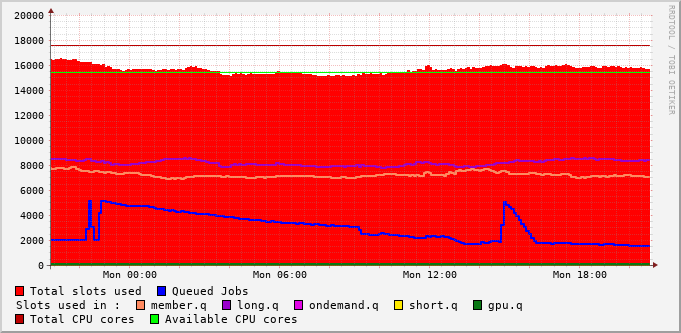 RRDTOOL / TOBI OETIKER
20000
18000
16000
14000
12000
10000
8000
6000
4000
2000
0
Mon 00:00 Mon 06:00 Mon 12:00 Mon 18:00
Total slots used Queued Jobs
Slots used in : member.q long.q ondemand.q short.q gpu.q
Total CPU cores Available CPU cores